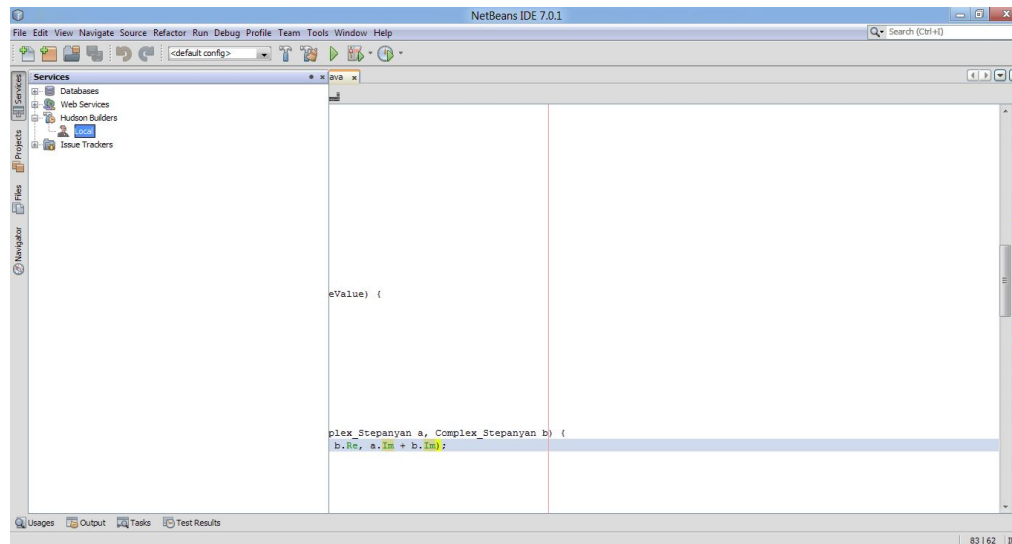 NetBeans IDE 7.0.1
File Edit View Navigate Source Refactor Run Debug Profile Team Tools Window Help
Search (Ctrl+I)
<default config>
Services
ava
Databases
Web Services
Hudson Builders
Local
Issue Trackers
Services
Projects
Files
Navigator
eValue) {
plex_Stepanyan a, Complex_Stepanyan b) {
b.Re, a.Im + b.Im);
Usages Output Tasks Test Results
83|62